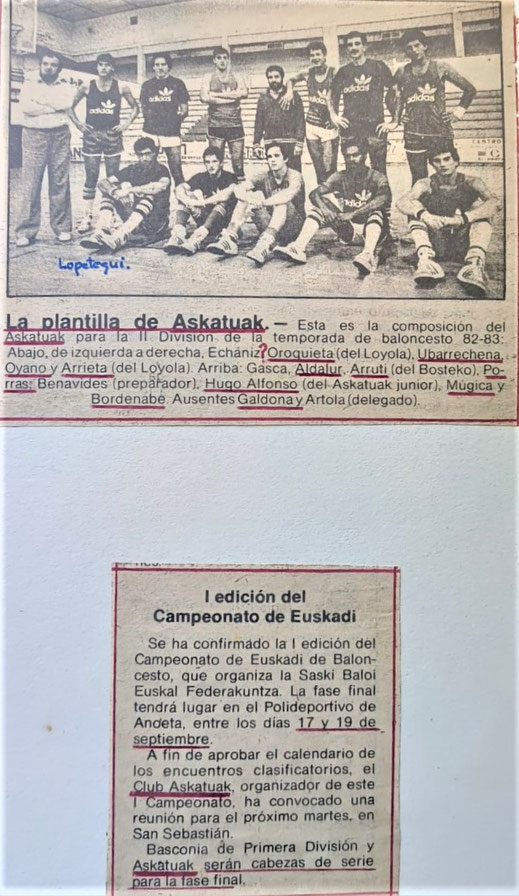 adidas
adidas
adidas
adidas
adidas
adidas
CENTRO
Lopetegui.
La plantilla de Askatuak. — Esta es la composición del
Askatuak para la II División de la temporada de baloncesto 82-83:
Abajo, de izquierda a derecha, Echániz? Oroquieta (del Loyola), Ubarrechena,
Oyano y Arrieta (del Loyola). Arriba: Gasca, Aldalur, Arruti (del Bosteko), Po-
rras; Benavides (preparador), Hugo Alfonso (del Askatuak junior), Múgica y
Bordenabe. Ausentes Galdona y Artola (delegado).
I edición del
Campeonato de Euskadi
Se ha confirmado la I edición del
Campeonato de Euskadi de Balon-
cesto, que organiza la Saski Baloi
Euskal Federakuntza. La fase final
tendrá lugar en el Polideportivo de
Anoeta, entre los días 17 y 19 de
septiembre.
A fin de aprobar el calendario de
los encuentros clasificatorios, el
Club Askatuak, organizador de este
I Campeonato, ha convocado una
reunión para el próximo martes, en
San Sebastián.
Basconia de Primera División y
Askatuak serán cabezas de serie
para la fase final.